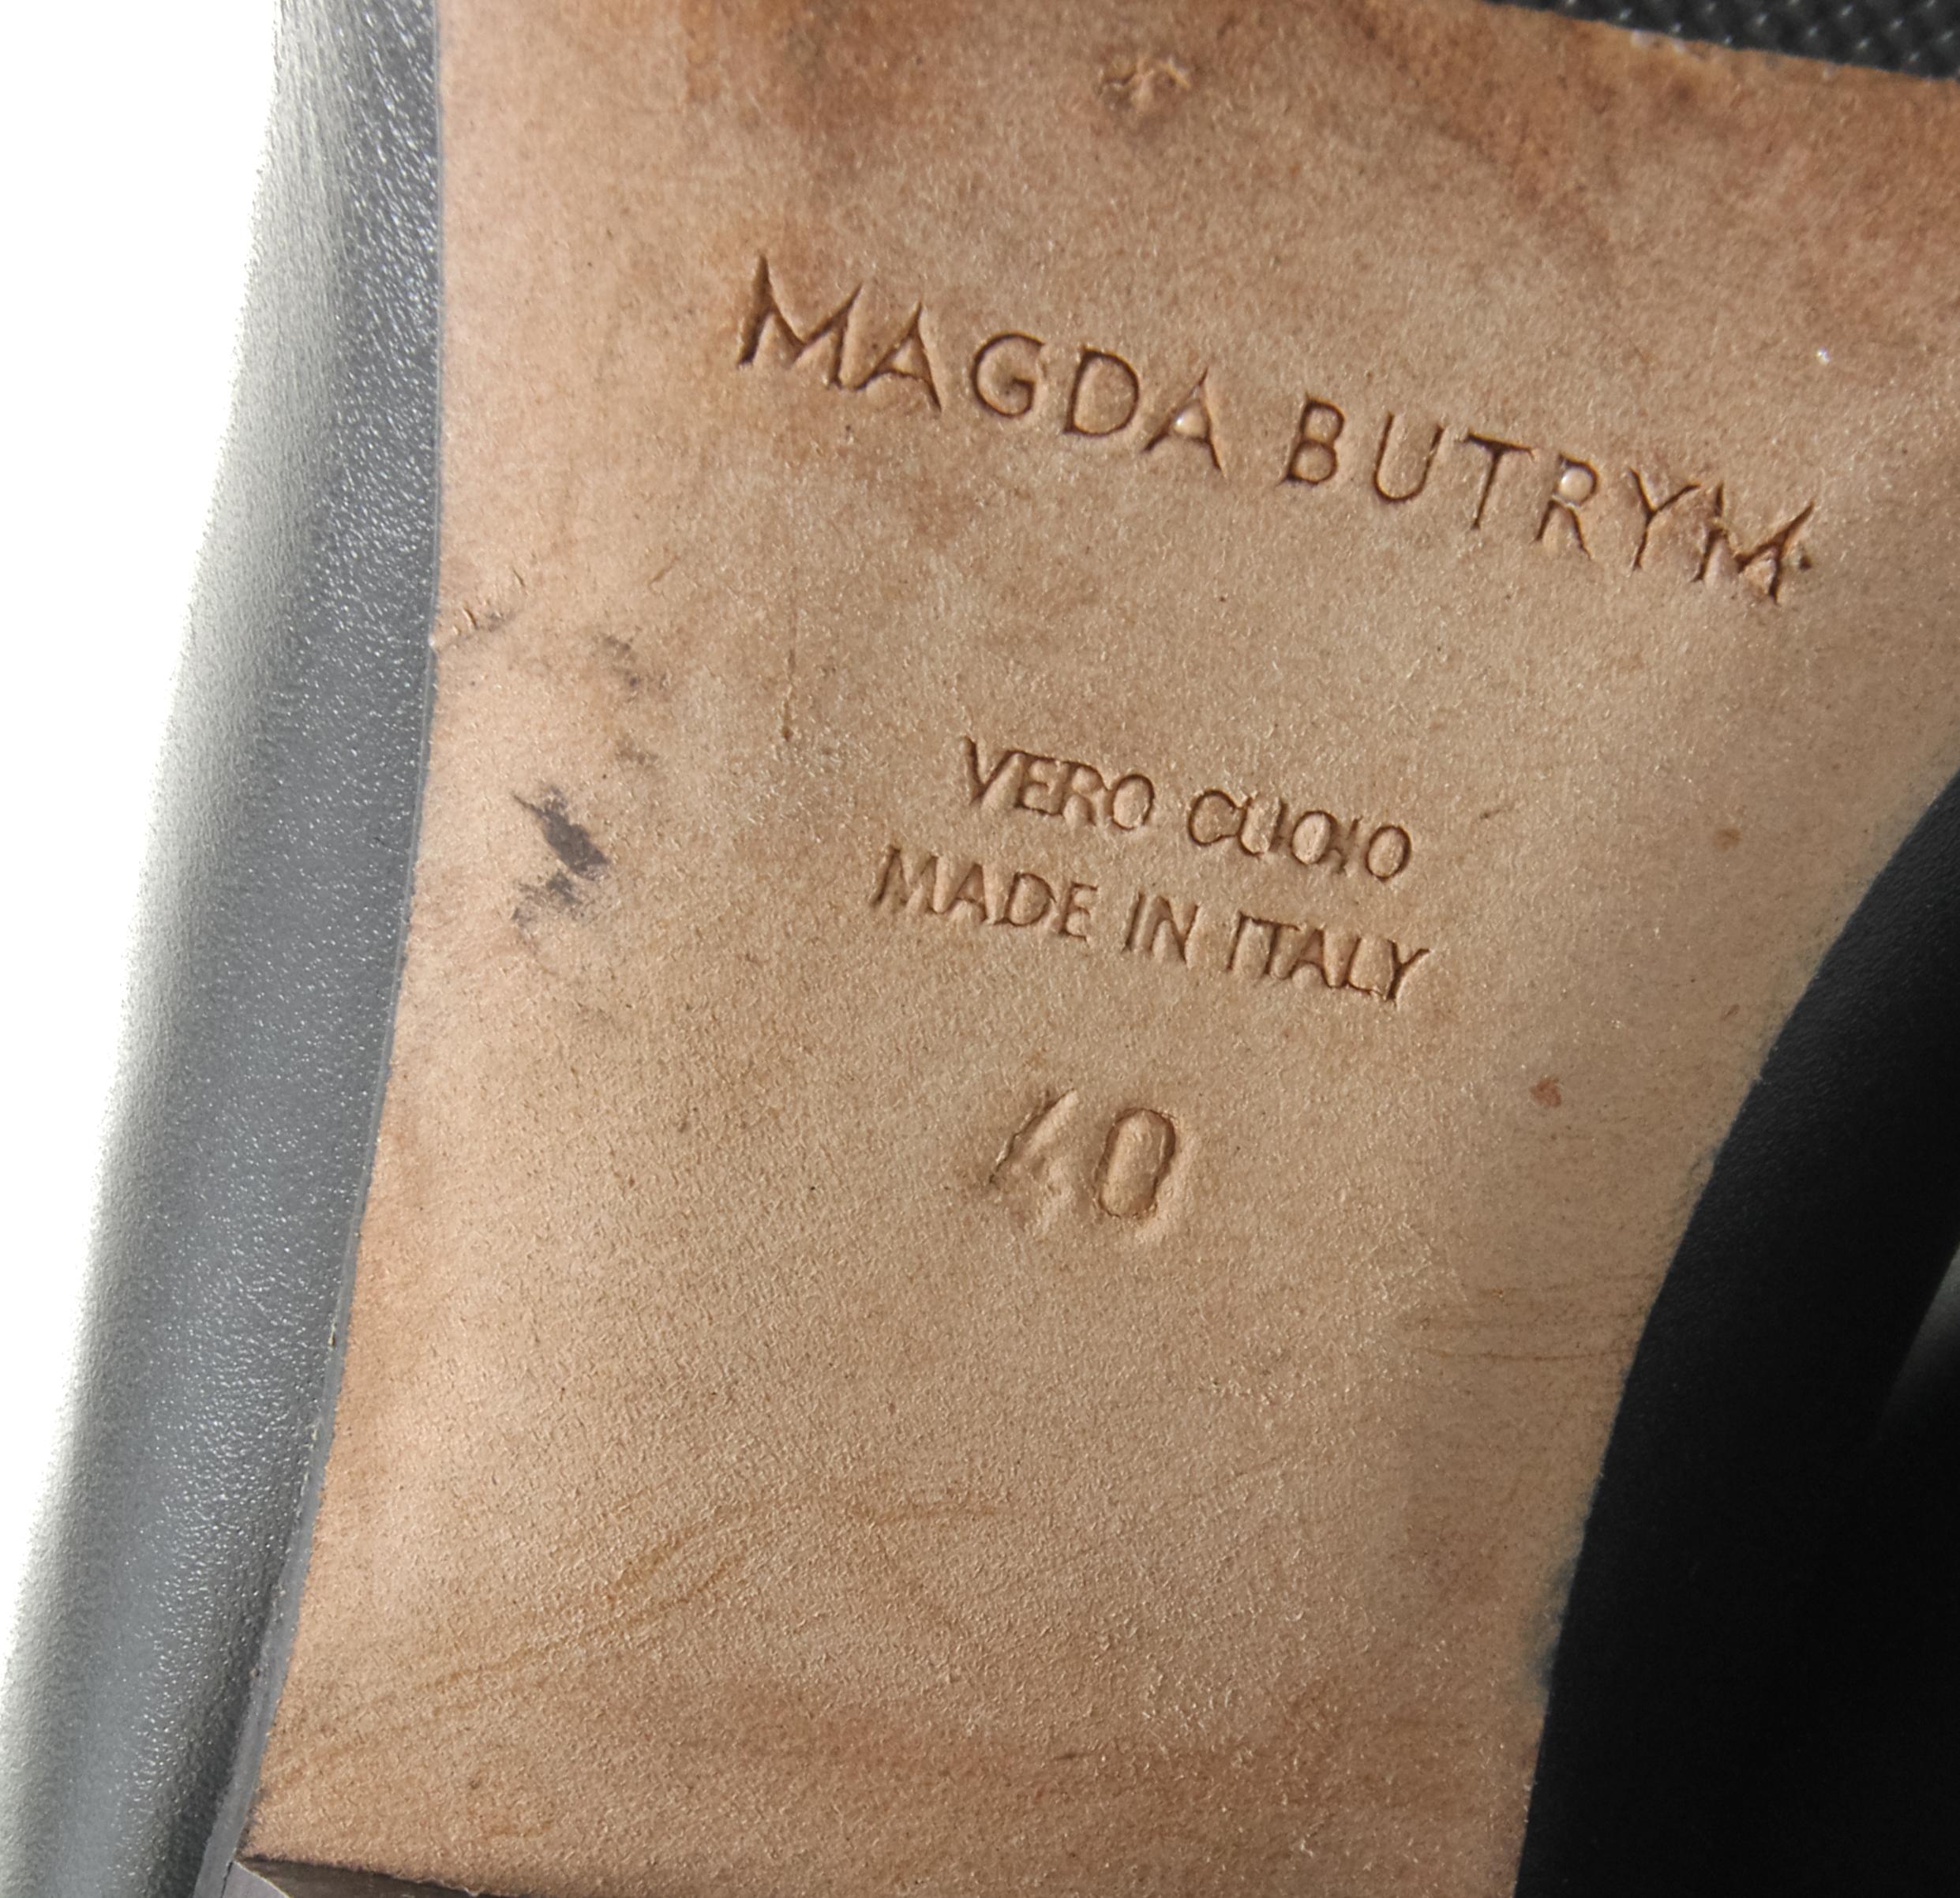 MAGDA BUTRYM
VERO CUOIO
MADE IN ITALY
40